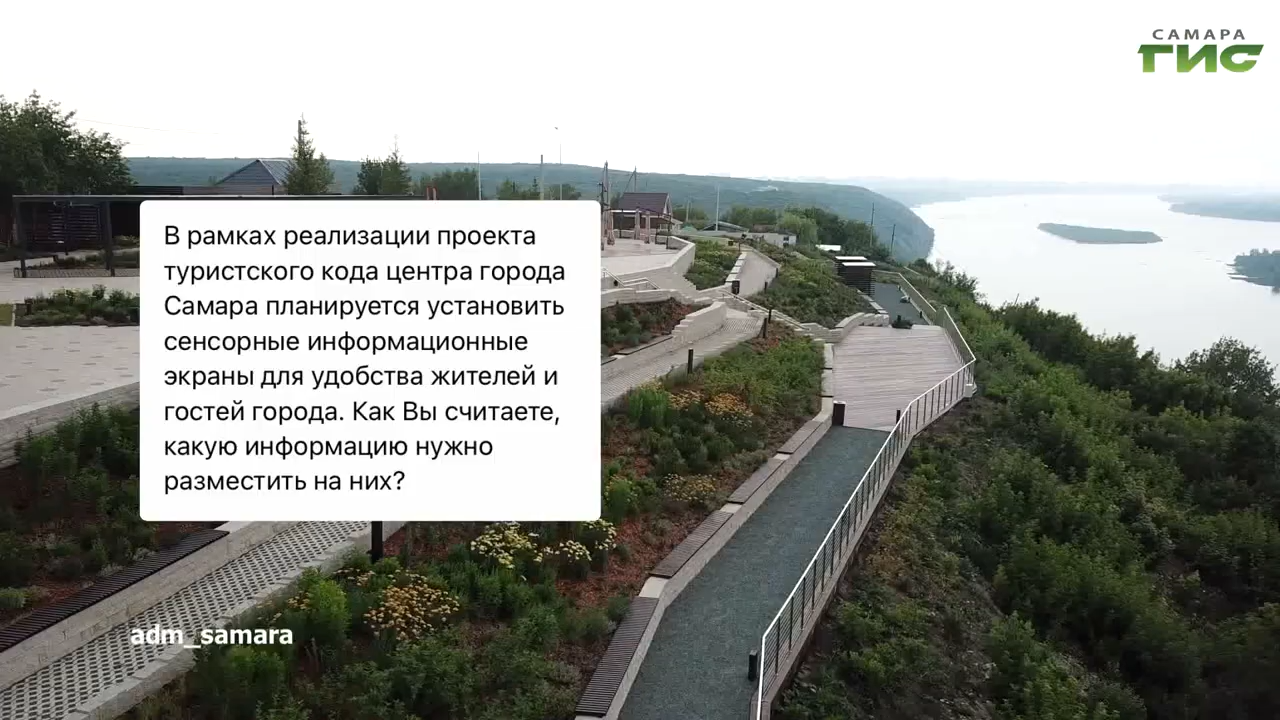 САМАРА
ГИС
В рамках реализации проекта
туристского кода центра города
Самара планируется установить
сенсорные информационные
экраны для удобства жителей и
гостей города. Как Вы считаете,
какую информацию нужно
разместить на них?
adm_samara